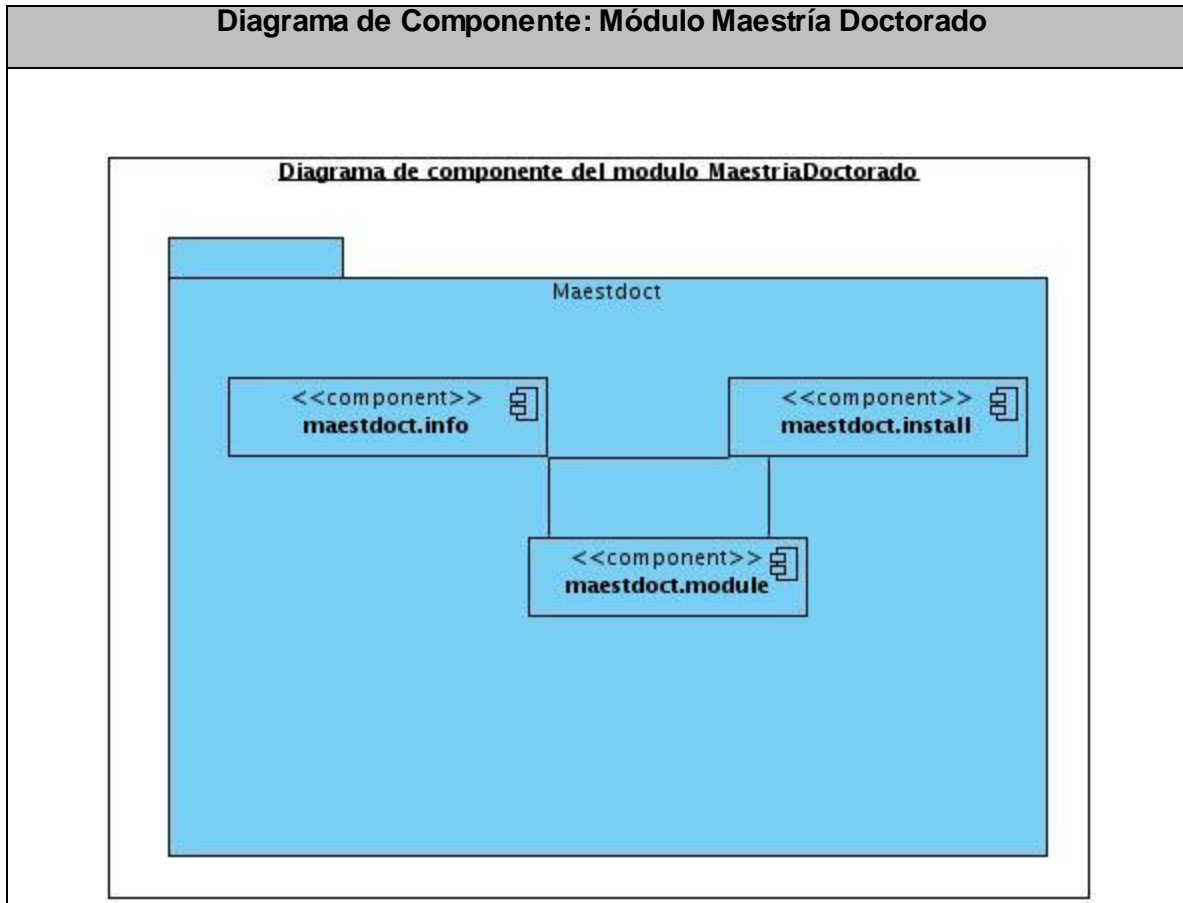 Diagrama de Componente: Módulo Maestría Doctorado
Diagrama de componente del modulo MaestriaDoctorado
Maestdoct
<<component>>
maestdoct.info
<<component>>
maestdoct.install
<<component>>
maestdoct.module